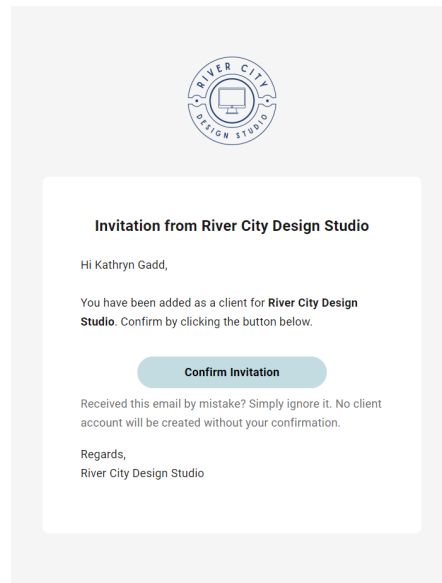 RIVER CITY
DESIGN STUDIO
Invitation from River City Design Studio
Hi Kathryn Gadd,
You have been added as a client for River City Design
Studio. Confirm by clicking the button below.
Confirm Invitation
Received this email by mistake? Simply ignore it. No client
account will be created without your confirmation.
Regards,
River City Design Studio